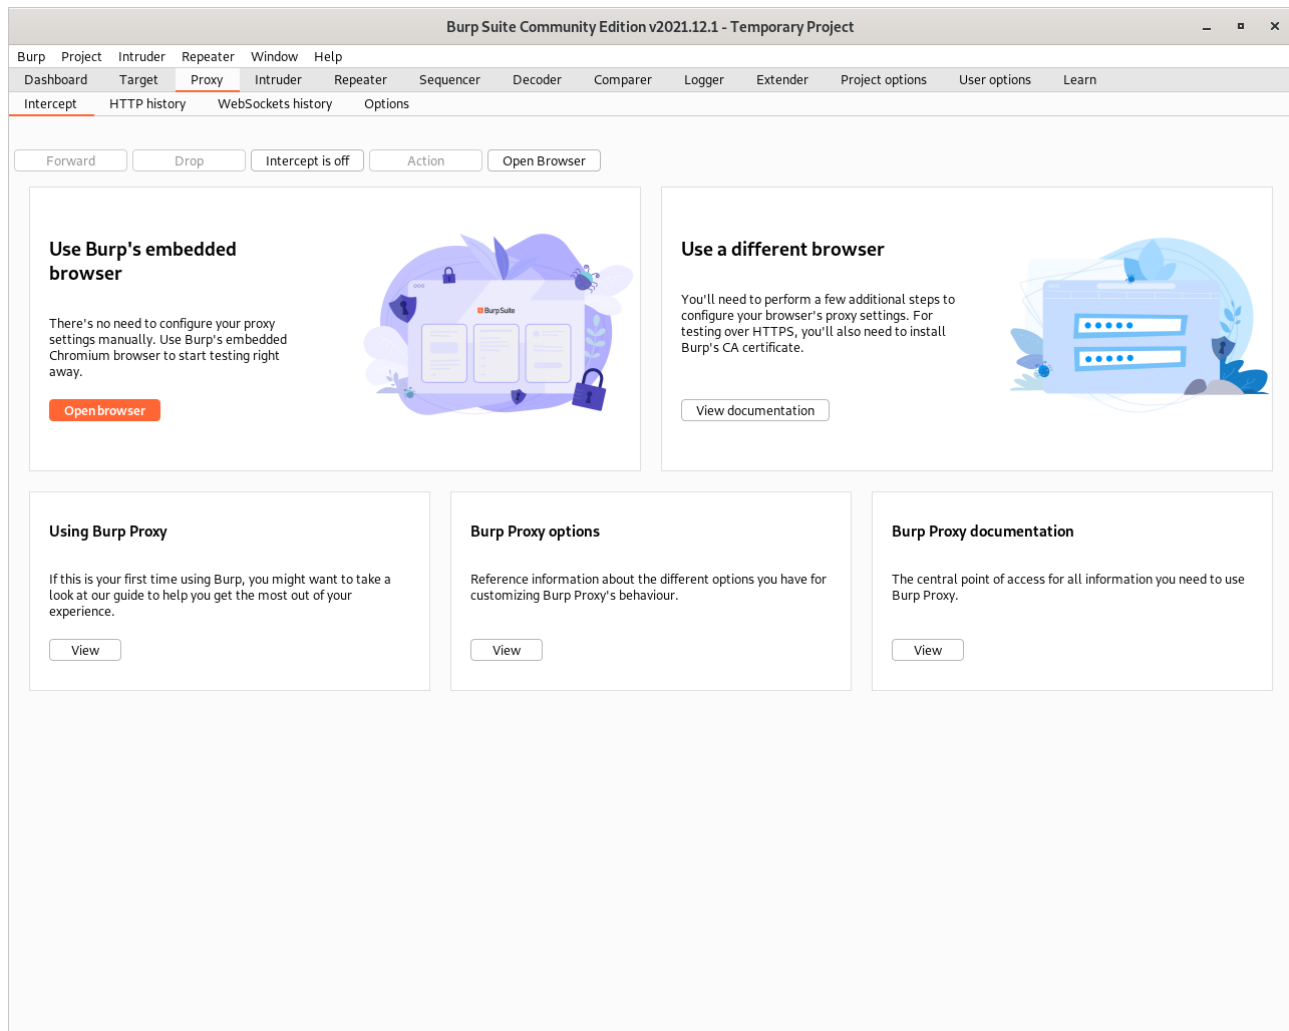 Burp Suite Community Edition v2021.12.1 - Temporary Project
Burp Project Intruder Repeater Window Help
Dashboard Target Proxy Intruder Repeater Sequencer Decoder Comparer Logger Extender Project options User options Learn
Intercept HTTP history WebSockets history Options
Forward Drop Intercept is off Action Open Browser
Use Burp's embedded
browser
There's no need to configure your proxy
settings manually. Use Burp's embedded
Chromium browser to start testing right
away.
Open browser
BurpSuite
Use a different browser
You'll need to perform a few additional steps to
configure your browser's proxy settings. For
testing over HTTPS, you'll also need to install
Burp's CA certificate.
View documentation
Using Burp Proxy
If this is your first time using Burp, you might want to take a
look at our guide to help you get the most out of your
experience.
View
Burp Proxy options
Reference information about the different options you have for
customizing Burp Proxy's behaviour.
View
Burp Proxy documentation
The central point of access for all information you need to use
Burp Proxy.
View